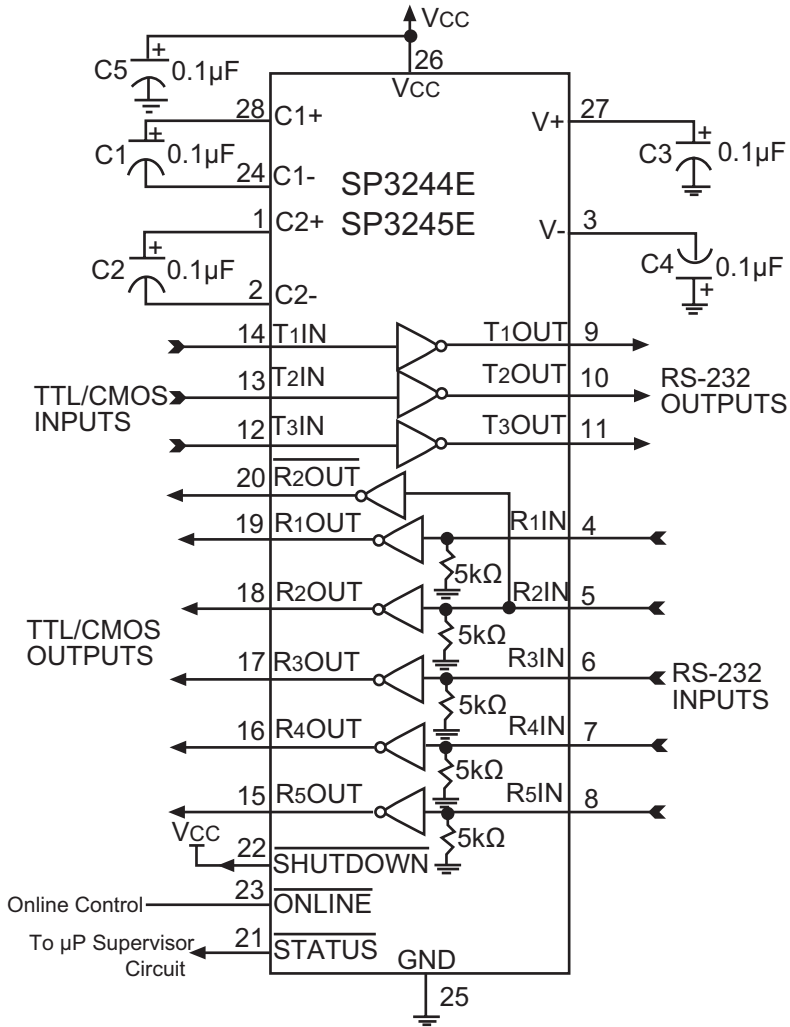 VCC
C5 + 0.1µF
26
VCC
28 C1+
V+ 27
C1 + 0.1µF
C3 + 0.1µF
24 C1-
SP3244E
1 C2+
SP3245E
V- 3
C2 + 0.1µF
C4 0.1µF
+
2 C2-
14 T1IN
T1OUT 9
13 T2IN
T2OUT 10
TTL/CMOS
INPUTS
RS-232
OUTPUTS
12 T3IN
T3OUT 11
20 R2OUT
19 R1OUT
R1IN 4
5kΩ
18 R2OUT
R2IN 5
TTL/CMOS
OUTPUTS
5kΩ
17 R3OUT
R3IN 6
RS-232
INPUTS
5kΩ
16 R4OUT
R4IN 7
5kΩ
15 R5OUT
R5IN 8
VCC
5kΩ
22 SHUTDOWN
23
Online Control
ONLINE
21
To µP Supervisor
Circuit
STATUS
GND
25